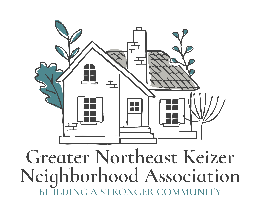 Greater Northeast Keizer
Neighborhood Association
BUILDING A STRONGER COMMUNITY